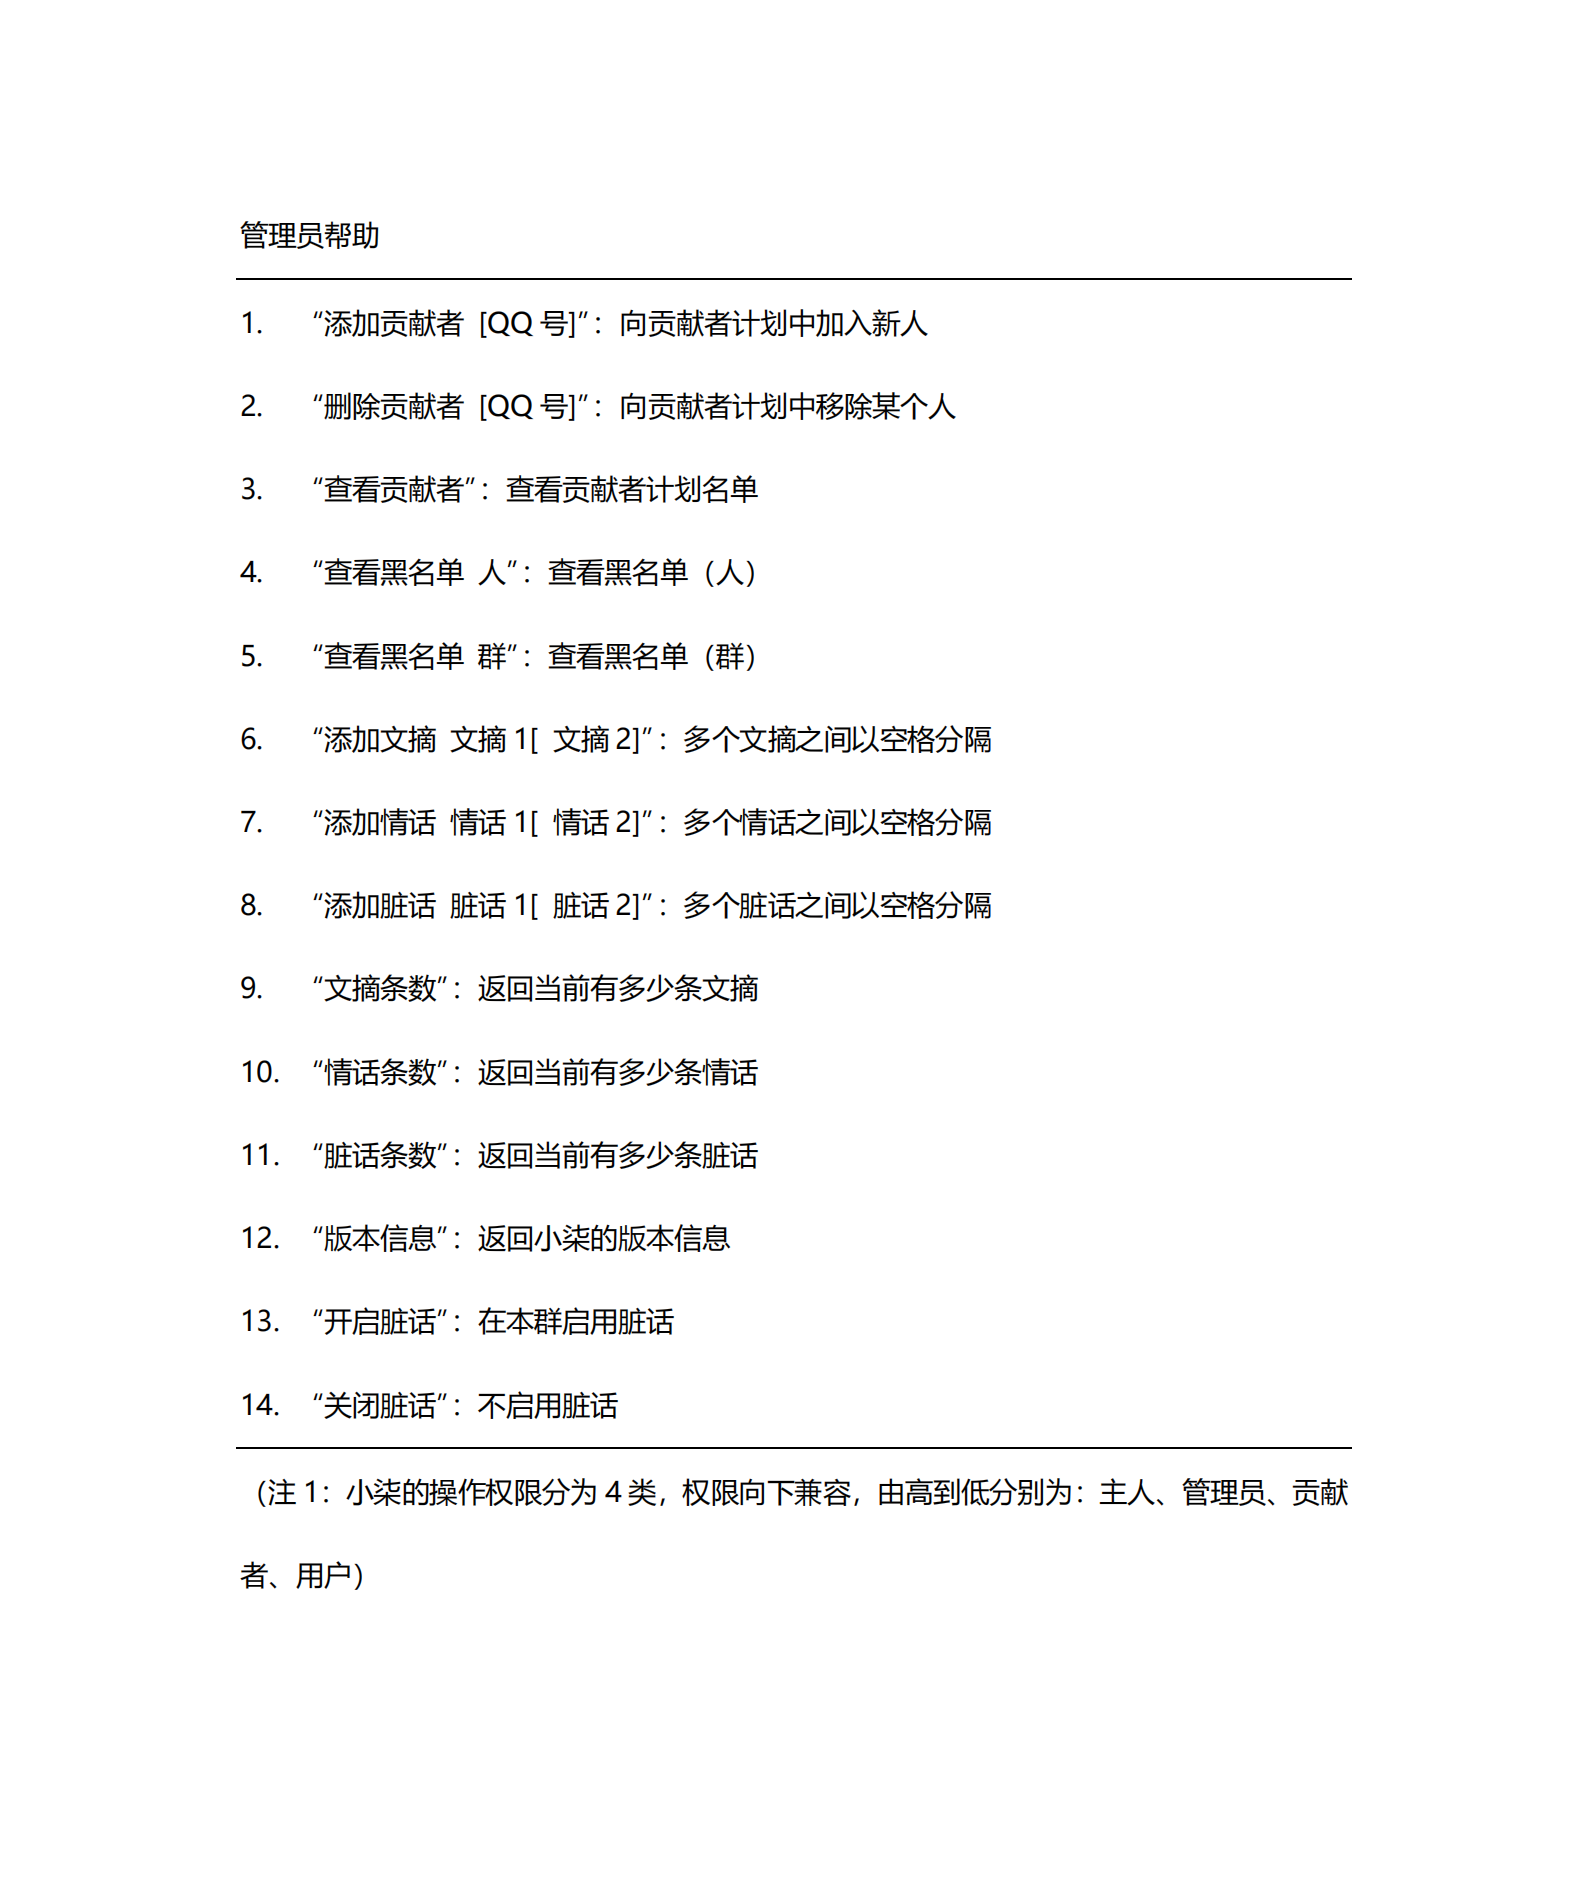 管理员帮助
1. “添加贡献者 [QQ 号]”：向贡献者计划中加入新人
2. “删除贡献者 [QQ 号]”：向贡献者计划中移除某个人
3. “查看贡献者”：查看贡献者计划名单
4. “查看黑名单 人”：查看黑名单（人）
5. “查看黑名单 群”：查看黑名单（群）
6. “添加文摘 文摘 1[ 文摘 2]”：多个文摘之间以空格分隔
7. “添加情话 情话 1[ 情话 2]”：多个情话之间以空格分隔
8. “添加脏话 脏话 1[ 脏话 2]”：多个脏话之间以空格分隔
9. “文摘条数”：返回当前有多少条文摘
10. “情话条数”：返回当前有多少条情话
11. “脏话条数”：返回当前有多少条脏话
12. “版本信息”：返回小柒的版本信息
13. “开启脏话”：在本群启用脏话
14. “关闭脏话”：不启用脏话
（注 1：小柒的操作权限分为 4 类，权限向下兼容，由高到低分别为：主人、管理员、贡献
者、用户）